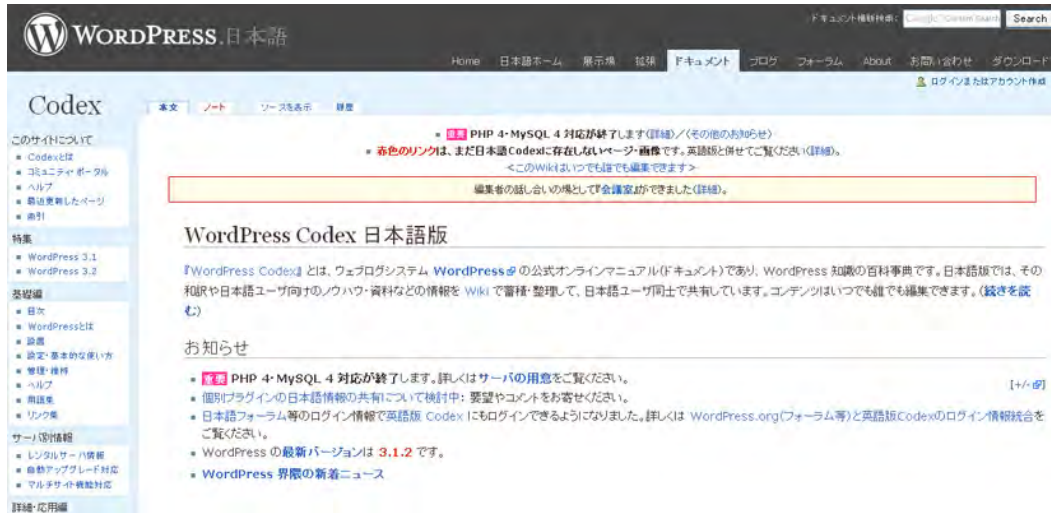 WORDPRESS.日本語
ドキュメント横断検索:
Search
Home 日本語ホーム 展示場 拡張 ドキュメント ブログ フォーラム About お問い合わせ ダウンロード
ログインまたはアカウント作成
Codex
本文 ノート ソースを表示 履歴
このサイトについて
Codexとは
コミュニティ・ポータル
ヘルプ
最近更新したページ
索引
特集
WordPress 3.1
WordPress 3.2
基礎編
目次
WordPressとは
設置
設定・基本的な使い方
管理・維持
ヘルプ
用語集
リンク集
サーバ別情報
レンタルサーバ情報
自動アップグレード対応
マルチサイト機能対応
詳細・応用編
重要 PHP 4・MySQL 4 対応が終了します(詳細)／(その他のお知らせ)
赤色のリンクは、まだ日本語Codexに存在しないページ・画像です。英語版と併せてご覧ください(詳細)。
<このWikiはいつでも誰でも編集できます>
編集者の話し合いの場として『会議室』ができました(詳細)。
WordPress Codex 日本語版
『WordPress Codex』とは、ウェブログシステム WordPress の公式オンラインマニュアル(ドキュメント)であり、WordPress 知識の百科事典です。日本語版では、その
和訳や日本語ユーザ向けのノウハウ・資料などの情報を Wiki で蓄積・整理して、日本語ユーザ同士で共有しています。コンテンツはいつでも誰でも編集できます。(続きを読
む)
お知らせ
重要 PHP 4・MySQL 4 対応が終了します。詳しくはサーバの用意をご覧ください。
[+/-]
個別プラグインの日本語情報の共有について検討中: 要望やコメントをお寄せください。
日本語フォーラム等のログイン情報で英語版 Codex にもログインできるようになりました。詳しくは WordPress.org(フォーラム等)と英語版Codexのログイン情報統合を
ご覧ください。
WordPress の最新バージョンは 3.1.2 です。
WordPress 界隈の新着ニュース